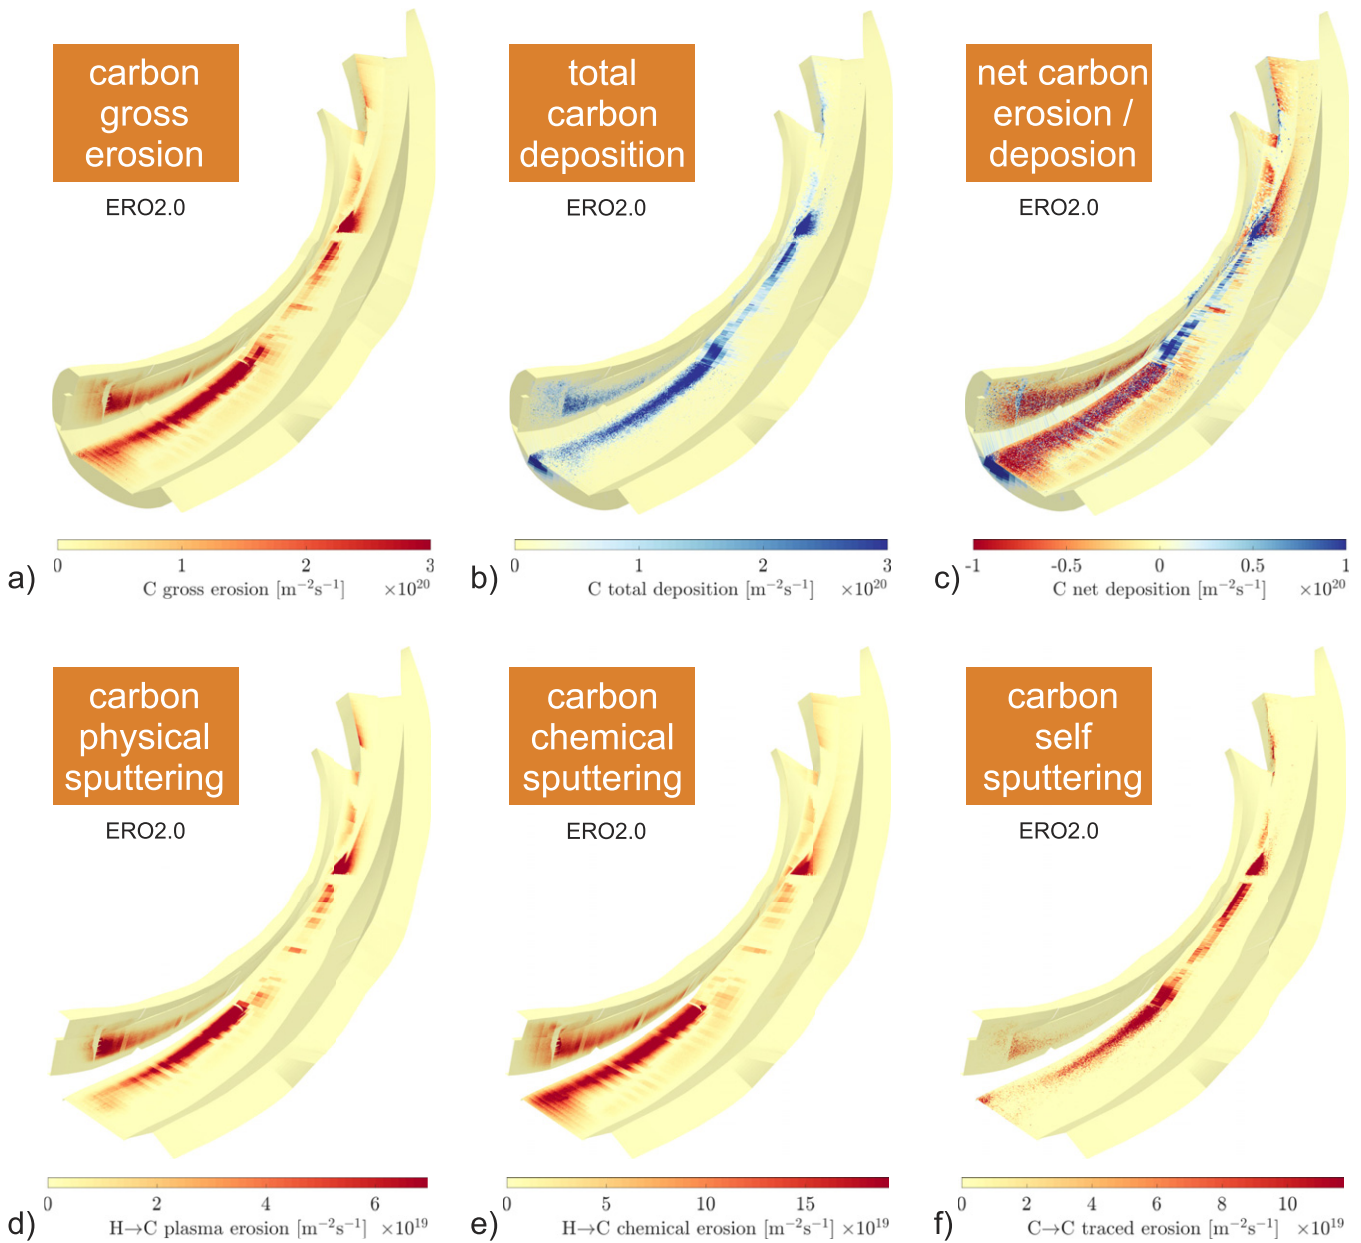 carbon
gross
erosion
ERO2.0
total
carbon
deposition
ERO2.0
net carbon
erosion /
deposion
ERO2.0
0 1 2 3
a) C gross erosion [m⁻²s⁻¹] ×10²⁰
0 1 2 3
b) C total deposition [m⁻²s⁻¹] ×10²⁰
-1 -0.5 0 0.5 1
c) C net deposition [m⁻²s⁻¹] ×10²⁰
carbon
physical
sputtering
ERO2.0
carbon
chemical
sputtering
ERO2.0
carbon
self
sputtering
ERO2.0
0 2 4 6
d) H→C plasma erosion [m⁻²s⁻¹] ×10¹⁹
0 5 10 15
e) H→C chemical erosion [m⁻²s⁻¹] ×10¹⁹
0 2 4 6 8 10
f) C→C traced erosion [m⁻²s⁻¹] ×10¹⁹